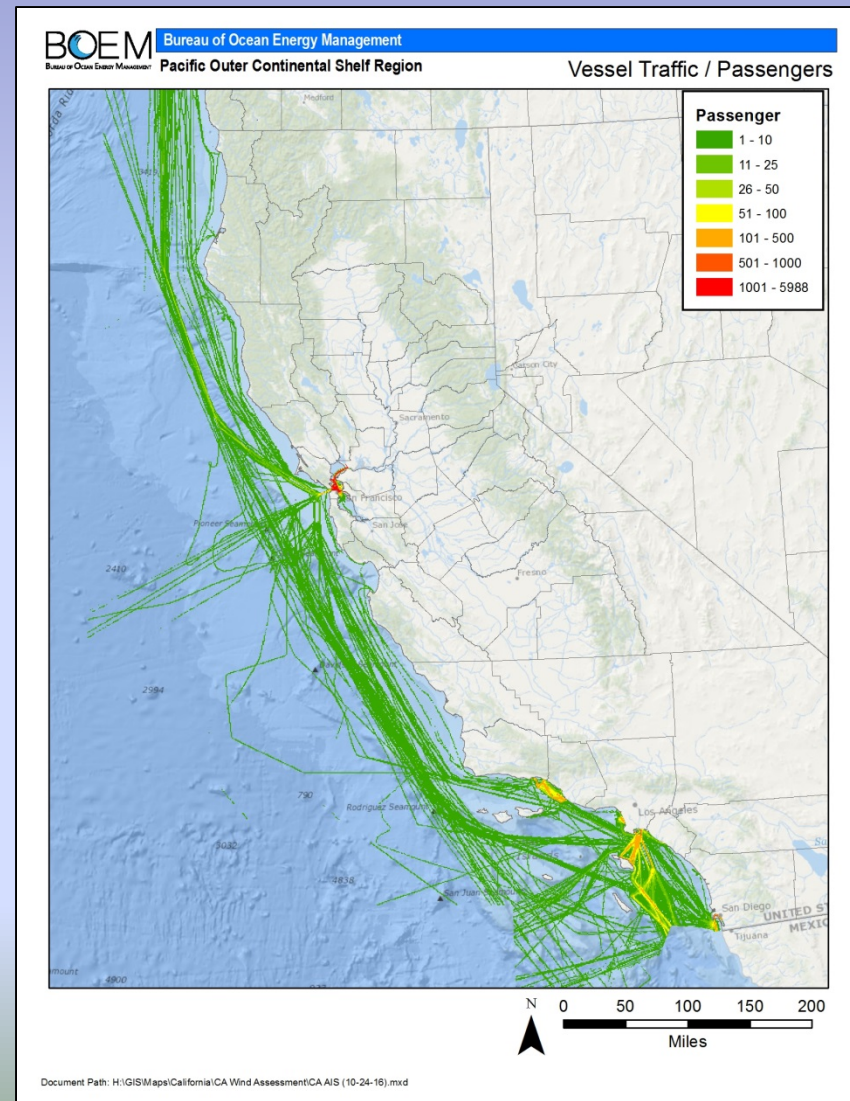 BOEM
BUREAU OF OCEAN ENERGY MANAGEMENT
Bureau of Ocean Energy Management
Pacific Outer Continental Shelf Region
Vessel Traffic / Passengers
Passenger
1 - 10
11 - 25
26 - 50
51 - 100
101 - 500
501 - 1000
1001 - 5988
Medford
Carson City
Sacramento
San Francisco
San Jose
Pioneer Seamount
2410
Fresno
2994
790
Rodriguez Seamount
Los Angeles
5032
4838
San Juan Seamount
San Diego
UNITED ST
MEXIC
Tijuana
amount
4900
N
0 50 100 150 200
Miles
Document Path: H:\GIS\Maps\California\CA Wind Assessment\CA AIS (10-24-16).mxd